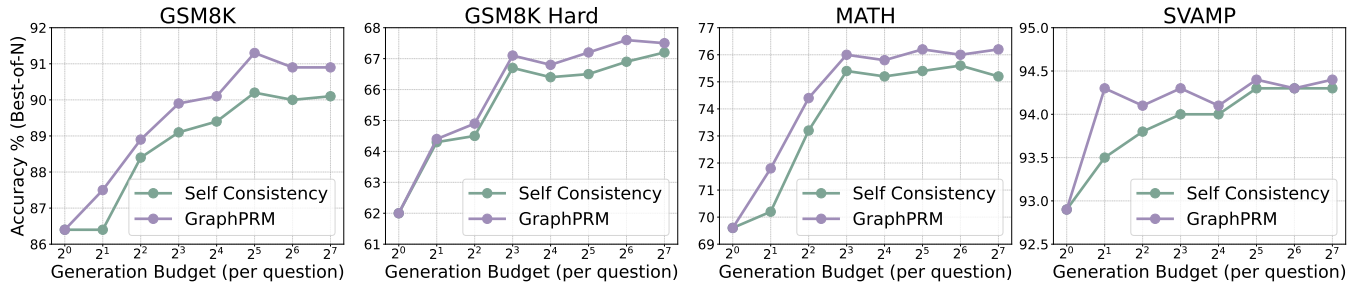 GSM8K
92
91
90
89
88
87
86
Accuracy % (Best-of-N)
Self Consistency
GraphPRM
2⁰ 2¹ 2² 2³ 2⁴ 2⁵ 2⁶ 2⁷
Generation Budget (per question)
GSM8K Hard
68
67
66
65
64
63
62
61
Self Consistency
GraphPRM
2⁰ 2¹ 2² 2³ 2⁴ 2⁵ 2⁶ 2⁷
Generation Budget (per question)
MATH
77
76
75
74
73
72
71
70
69
Self Consistency
GraphPRM
2⁰ 2¹ 2² 2³ 2⁴ 2⁵ 2⁶ 2⁷
Generation Budget (per question)
SVAMP
95.0
94.5
94.0
93.5
93.0
92.5
Self Consistency
GraphPRM
2⁰ 2¹ 2² 2³ 2⁴ 2⁵ 2⁶ 2⁷
Generation Budget (per question)